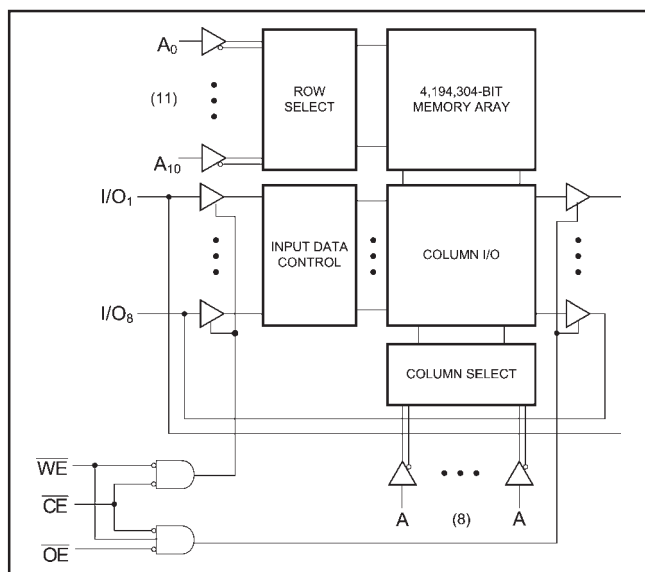 A0
(11)
A10
ROW
SELECT
4,194,304-BIT
MEMORY ARAY
I/O1
I/O8
INPUT DATA
CONTROL
COLUMN I/O
COLUMN SELECT
WE
CE
OE
A
(8)
A